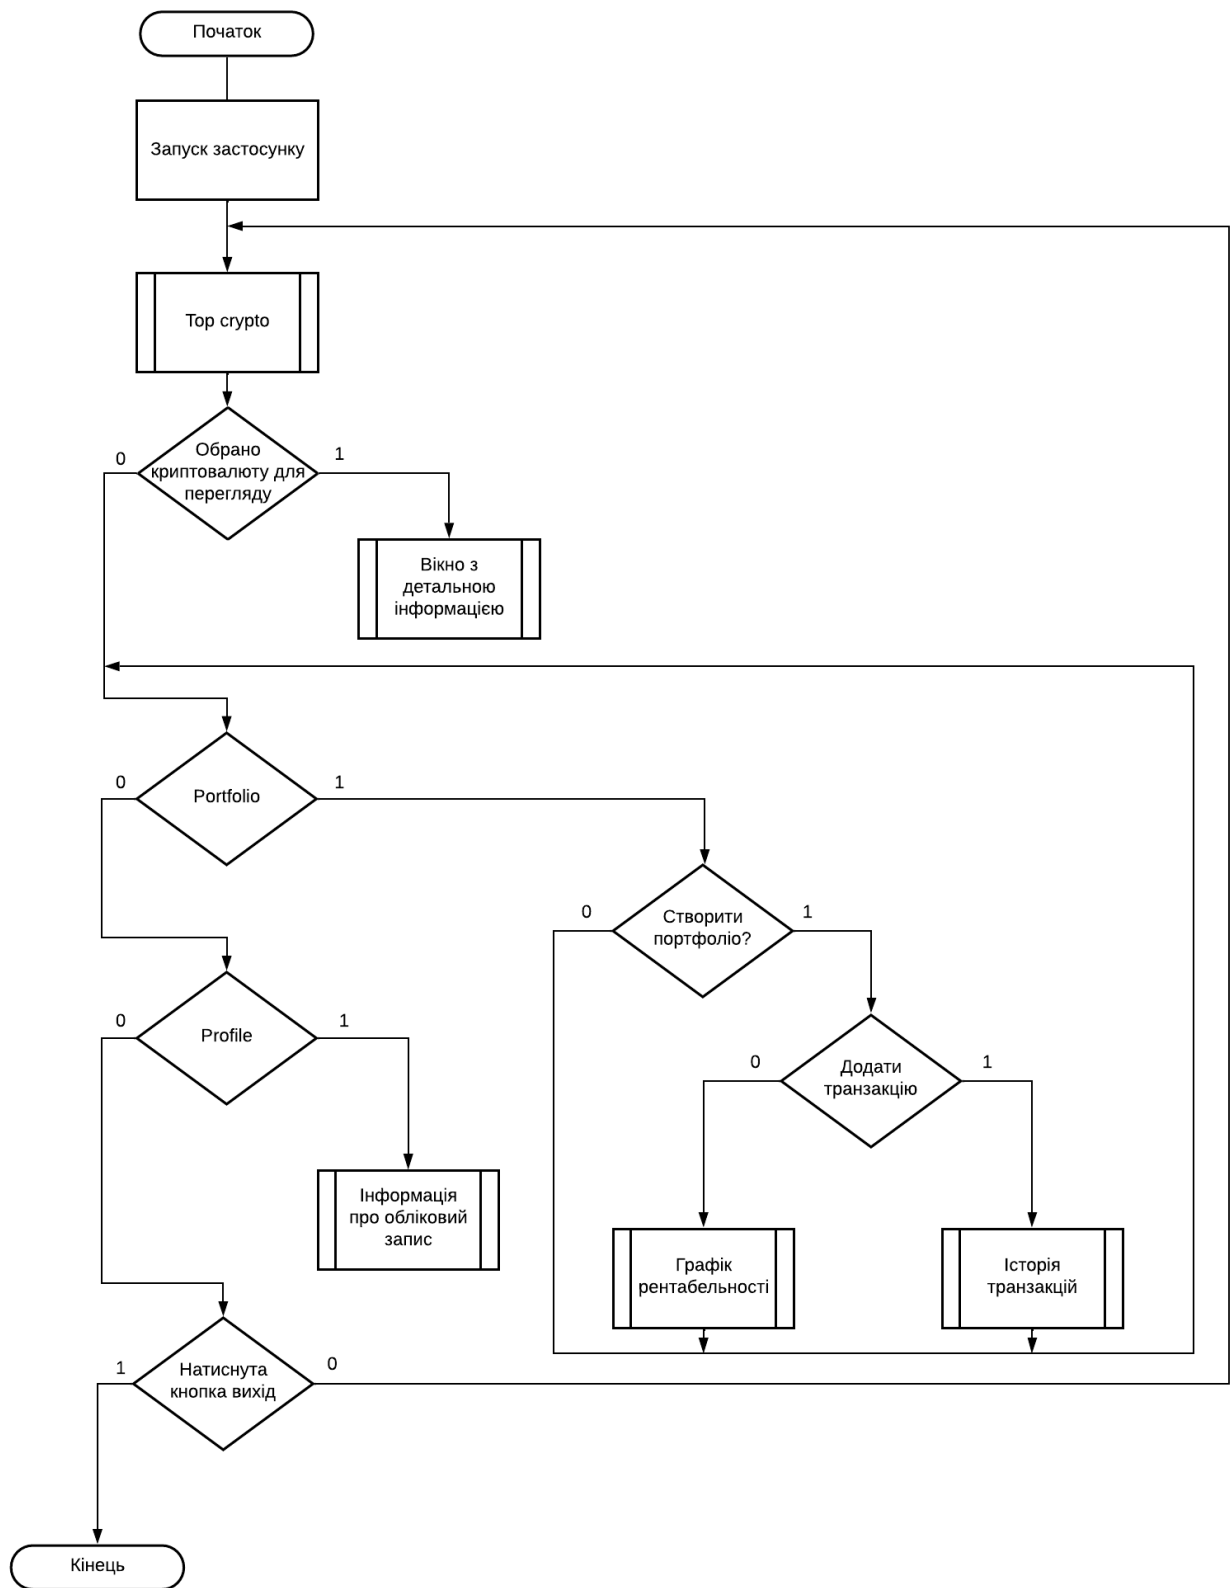 Початок
Запуск застосунку
Top crypto
Обрано
криптовалюту для
перегляду
0
1
Вікно з
детальною
інформацією
Portfolio
0
1
Створити
портфоліо?
0
1
Додати
транзакцію
0
1
Графік
рентабельності
Історія
транзакцій
Profile
0
1
Інформація
про обліковий
запис
Натиснута
кнопка вихід
1
0
Кінець